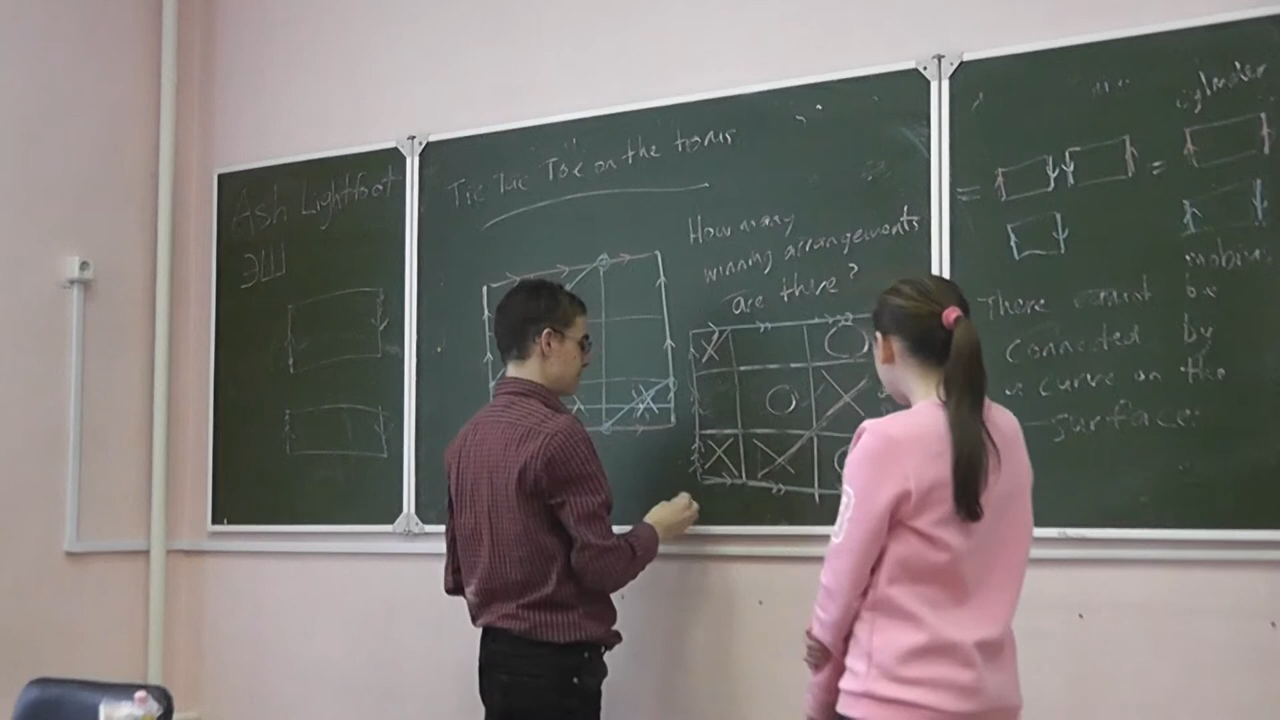 Ash Lightfoot
ЭШ
Tic Tac Toe on the torus
How many
winning arrangements
are there?
X O
O X
X X
cylinder
= =
mobius
There must be
connected by
a curve on the
surface.